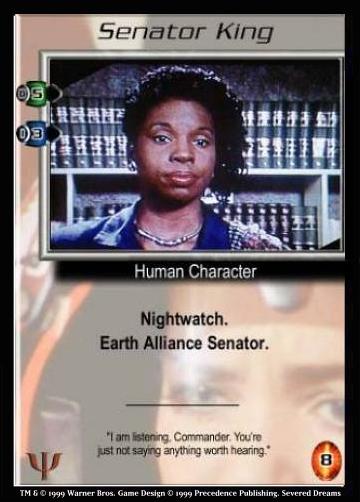 Senator King
5
3
Human Character
Nightwatch.
Earth Alliance Senator.
"I am listening, Commander. You're
just not saying anything worth hearing."
8
TM & © 1999 Warner Bros. Game Design © 1999 Precedence Publishing. Severed Dreams